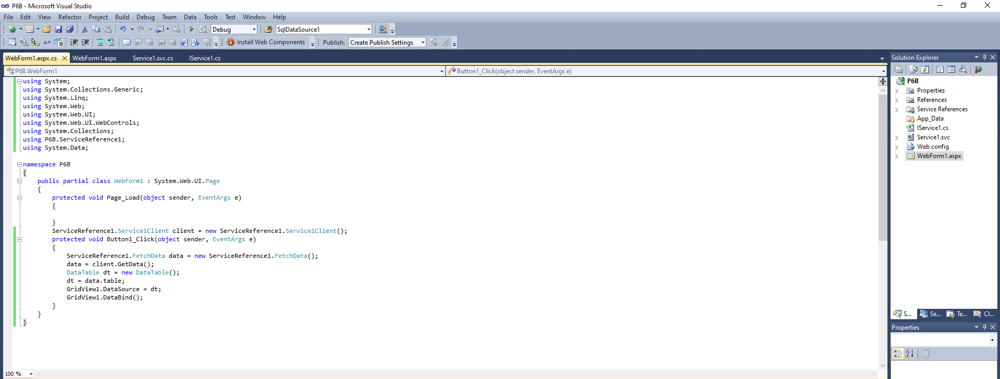 P6B - Microsoft Visual Studio
File Edit View Refactor Project Build Debug Team Data Tools Test Window Help
Debug SqlDataSource1
Install Web Components Publish: Create Publish Settings
WebForm1.aspx.cs WebForm1.aspx Service1.svc.cs IService1.cs
P6B.WebForm1 Button1_Click(object sender, EventArgs e)
using System;
using System.Collections.Generic;
using System.Linq;
using System.Web;
using System.Web.UI;
using System.Web.UI.WebControls;
using System.Collections;
using P6B.ServiceReference1;
using System.Data;
namespace P6B
{
public partial class WebForm1 : System.Web.UI.Page
{
protected void Page_Load(object sender, EventArgs e)
{
}
ServiceReference1.Service1Client client = new ServiceReference1.Service1Client();
protected void Button1_Click(object sender, EventArgs e)
{
ServiceReference1.FetchData data = new ServiceReference1.FetchData();
data = client.GetData();
DataTable dt = new DataTable();
dt = data.table;
GridView1.DataSource = dt;
GridView1.DataBind();
}
}
}
100 %
Solution Explorer
P6B
Properties
References
Service References
App_Data
IService1.cs
Service1.svc
Web.config
WebForm1.aspx
S... Se... Te... Cl...
Properties